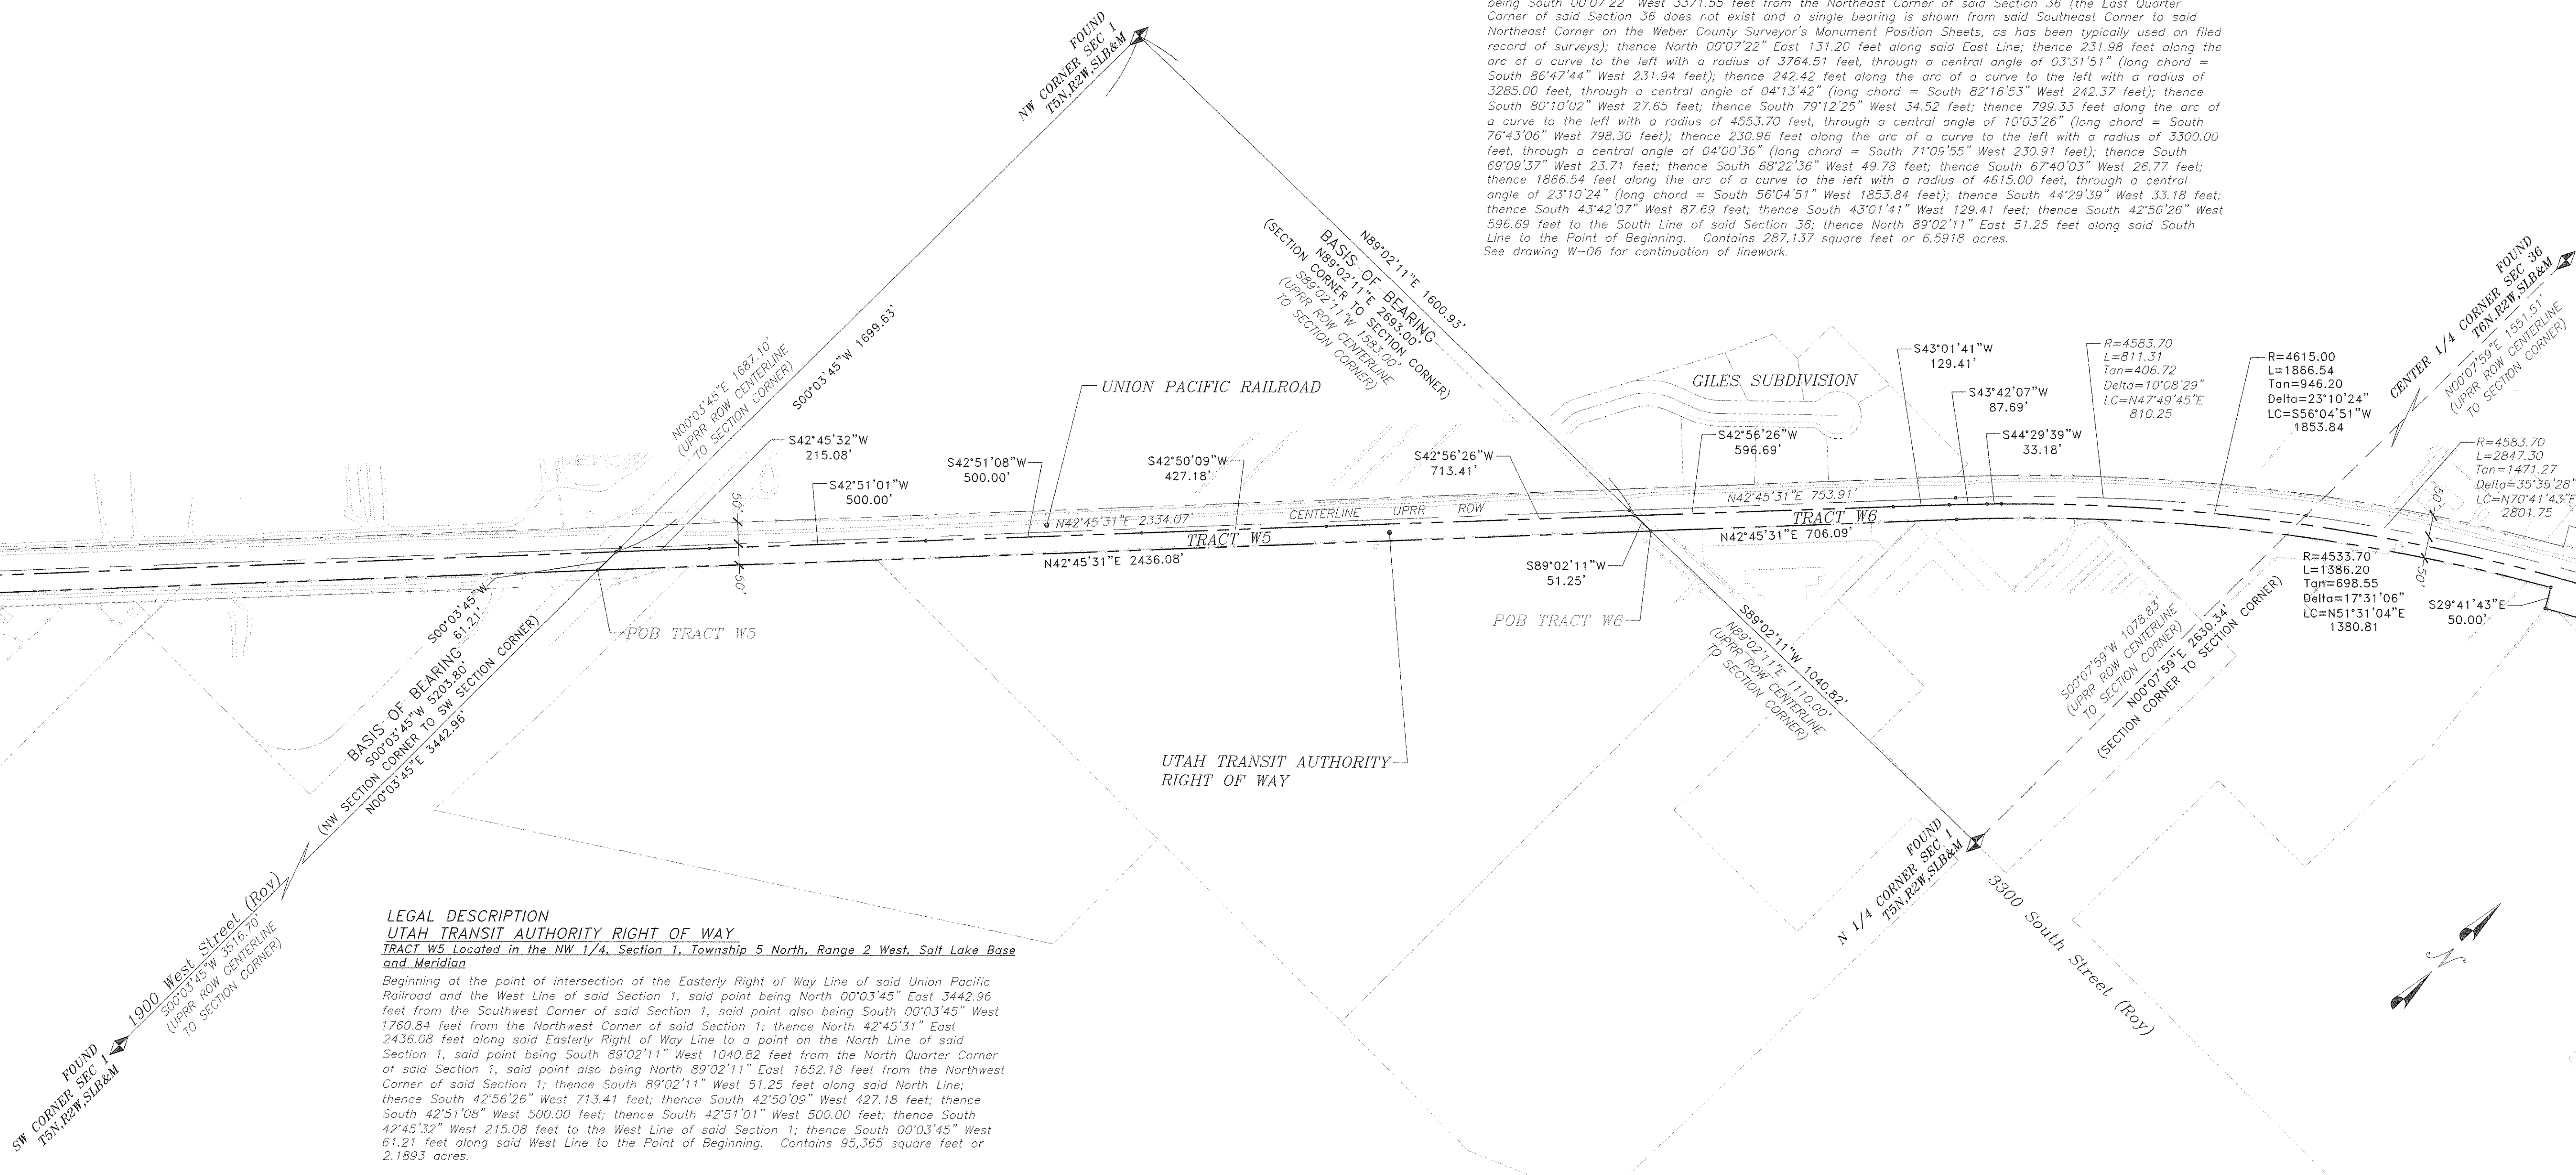 being South 00°07'22" West 3371.55 feet from the Northeast Corner of said Section 36 (the East Quarter
Corner of said Section 36 does not exist and a single bearing is shown from said Southeast Corner to said
Northeast Corner on the Weber County Surveyor's Monument Position Sheets, as has been typically used on filed
record of surveys); thence North 00°07'22" East 131.20 feet along said East Line; thence 231.98 feet along the
arc of a curve to the left with a radius of 3764.51 feet, through a central angle of 03°31'51" (long chord =
South 86°47'44" West 231.94 feet); thence 242.42 feet along the arc of a curve to the left with a radius of
3285.00 feet, through a central angle of 04°13'42" (long chord = South 82°16'53" West 242.37 feet); thence
South 80°10'02" West 27.65 feet; thence South 79°12'25" West 34.52 feet; thence 799.33 feet along the arc of
a curve to the left with a radius of 4553.70 feet, through a central angle of 10°03'26" (long chord = South
76°43'06" West 798.30 feet); thence 230.96 feet along the arc of a curve to the left with a radius of 3300.00
feet, through a central angle of 04°00'36" (long chord = South 71°09'55" West 230.91 feet); thence South
69°09'37" West 23.71 feet; thence South 68°22'36" West 49.78 feet; thence South 67°40'03" West 26.77 feet;
thence 1866.54 feet along the arc of a curve to the left with a radius of 4615.00 feet, through a central
angle of 23°10'24" (long chord = South 56°04'51" West 1853.84 feet); thence South 44°29'39" West 33.18 feet;
thence South 43°42'07" West 87.69 feet; thence South 43°01'41" West 129.41 feet; thence South 42°56'26" West
596.69 feet to the South Line of said Section 36; thence North 89°02'11" East 51.25 feet along said South
Line to the Point of Beginning.  Contains 287,137 square feet or 6.5918 acres.
See drawing W-06 for continuation of linework.
FOUND
NW CORNER SEC 1
T5N,R2W,SLB&M
N00°03'45"E 1687.10'
(UPRR ROW CENTERLINE
TO SECTION CORNER)
S00°03'45"W 1699.63'
N89°02'11"E 1600.93'
BASIS OF BEARING
N89°02'11"E 2693.00'
(SECTION CORNER TO SECTION CORNER)
S89°02'11"W 1583.00'
(UPRR ROW CENTERLINE
TO SECTION CORNER)
FOUND
CENTER 1/4 CORNER SEC 36
T6N,R2W,SLB&M
N00°07'59"E 1551.51'
(UPRR ROW CENTERLINE
TO SECTION CORNER)
UNION PACIFIC RAILROAD
GILES SUBDIVISION
S42°45'32"W
215.08'
S42°51'01"W
500.00'
S42°51'08"W
500.00'
S42°50'09"W
427.18'
S42°56'26"W
713.41'
S42°56'26"W
596.69'
S43°01'41"W
129.41'
S43°42'07"W
87.69'
S44°29'39"W
33.18'
R=4583.70
L=811.31
Tan=406.72
Delta=10°08'29"
LC=N47°49'45"E
810.25
R=4615.00
L=1866.54
Tan=946.20
Delta=23°10'24"
LC=S56°04'51"W
1853.84
R=4583.70
L=2847.30
Tan=1471.27
Delta=35°35'28"
LC=N70°41'43"E
2801.75
50'
50'
N42°45'31"E 2334.07'
CENTERLINE UPRR ROW
N42°45'31"E 753.91'
TRACT W5
TRACT W6
N42°45'31"E 2436.08'
N42°45'31"E 706.09'
50'
50'
S89°02'11"W
51.25'
R=4533.70
L=1386.20
Tan=698.55
Delta=17°31'06"
LC=N51°31'04"E
1380.81
S29°41'43"E
50.00'
S00°03'45"W
61.21'
POB TRACT W5
POB TRACT W6
BASIS OF BEARING
S00°03'45"W 5203.80'
(NW SECTION CORNER TO SW SECTION CORNER)
N00°03'45"E 3442.96'
S89°02'11"W 1040.82'
N89°02'11"E 1110.00'
(UPRR ROW CENTERLINE
TO SECTION CORNER)
S00°07'59"W 1078.83'
(UPRR ROW CENTERLINE
TO SECTION CORNER)
N00°07'59"E 2630.34'
(SECTION CORNER TO SECTION CORNER)
UTAH TRANSIT AUTHORITY
RIGHT OF WAY
FOUND
N 1/4 CORNER SEC 1
T5N,R2W,SLB&M
3300 South Street (Roy)
N
1900 West Street (Roy)
S00°03'45"W 3516.70'
(UPRR ROW CENTERLINE
TO SECTION CORNER)
FOUND
SW CORNER SEC 1
T5N,R2W,SLB&M
LEGAL DESCRIPTION
UTAH TRANSIT AUTHORITY RIGHT OF WAY
TRACT W5 Located in the NW 1/4, Section 1, Township 5 North, Range 2 West, Salt Lake Base
and Meridian
Beginning at the point of intersection of the Easterly Right of Way Line of said Union Pacific
Railroad and the West Line of said Section 1, said point being North 00°03'45" East 3442.96
feet from the Southwest Corner of said Section 1, said point also being South 00°03'45" West
1760.84 feet from the Northwest Corner of said Section 1; thence North 42°45'31" East
2436.08 feet along said Easterly Right of Way Line to a point on the North Line of said
Section 1, said point being South 89°02'11" West 1040.82 feet from the North Quarter Corner
of said Section 1, said point also being North 89°02'11" East 1652.18 feet from the Northwest
Corner of said Section 1; thence South 89°02'11" West 51.25 feet along said North Line;
thence South 42°56'26" West 713.41 feet; thence South 42°50'09" West 427.18 feet; thence
South 42°51'08" West 500.00 feet; thence South 42°51'01" West 500.00 feet; thence South
42°45'32" West 215.08 feet to the West Line of said Section 1; thence South 00°03'45" West
61.21 feet along said West Line to the Point of Beginning.  Contains 95,365 square feet or
2.1893 acres.